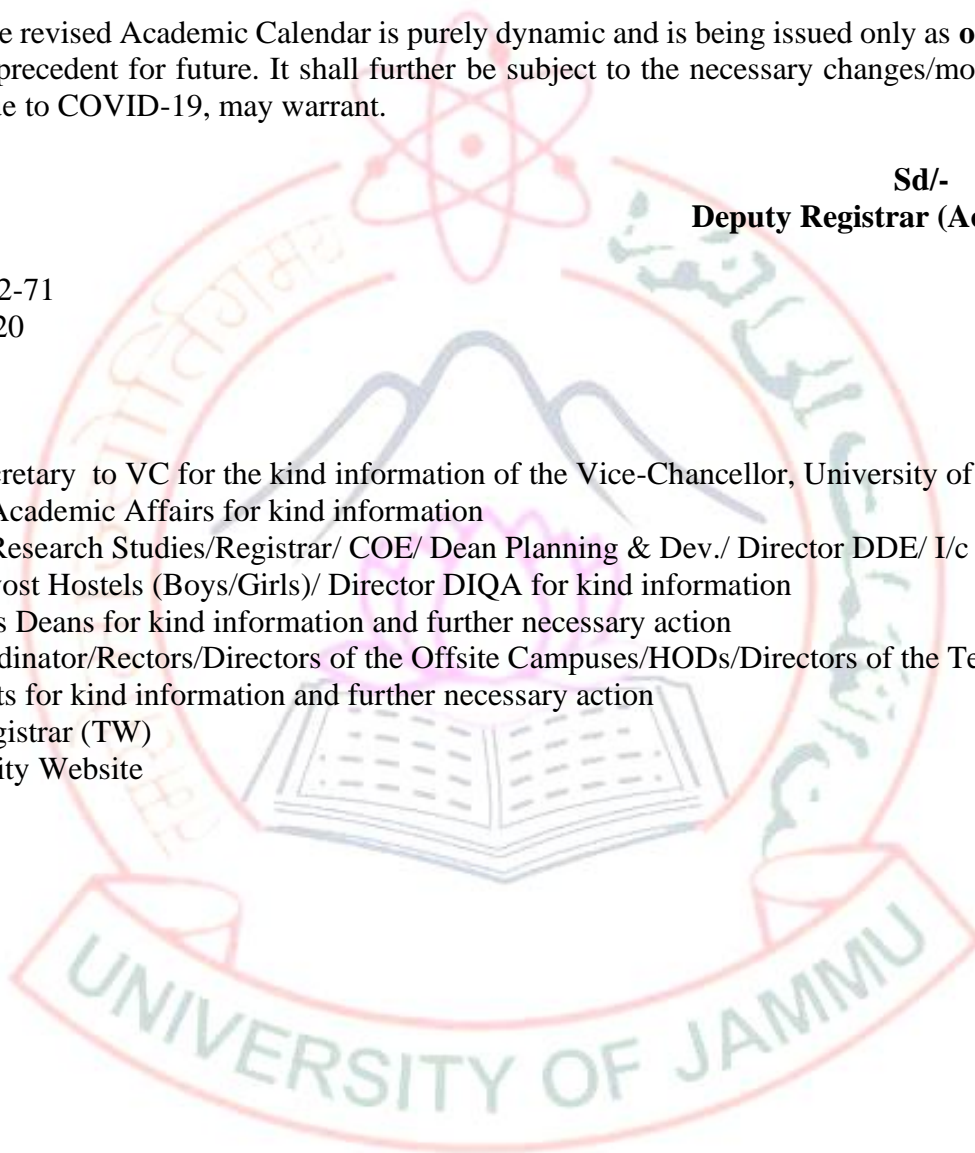 e revised Academic Calendar is purely dynamic and is being issued only as o
precedent for future. It shall further be subject to the necessary changes/mo
ue to COVID-19, may warrant.
Sd/-
Deputy Registrar (Ac
2-71
20
cretary to VC for the kind information of the Vice-Chancellor, University of
Academic Affairs for kind information
Research Studies/Registrar/ COE/ Dean Planning & Dev./ Director DDE/ I/c
vost Hostels (Boys/Girls)/ Director DIQA for kind information
s Deans for kind information and further necessary action
rdinator/Rectors/Directors of the Offsite Campuses/HODs/Directors of the Te
ts for kind information and further necessary action
gistrar (TW)
ity Website
UNIVERSITY OF JAMMU